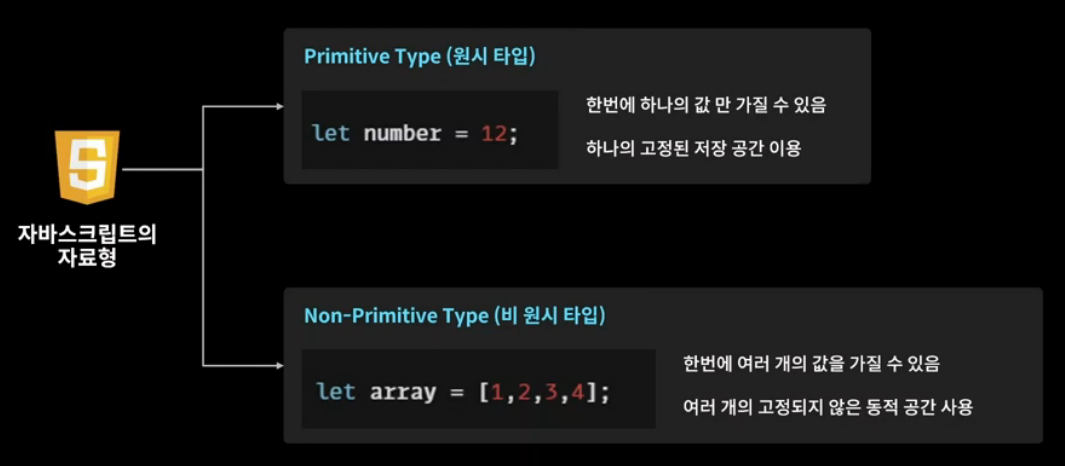 Primitive Type (원시 타입)
let number = 12;
한번에 하나의 값 만 가질 수 있음
하나의 고정된 저장 공간 이용
S
자바스크립트의
자료형
Non-Primitive Type (비 원시 타입)
let array = [1,2,3,4];
한번에 여러 개의 값을 가질 수 있음
여러 개의 고정되지 않은 동적 공간 사용